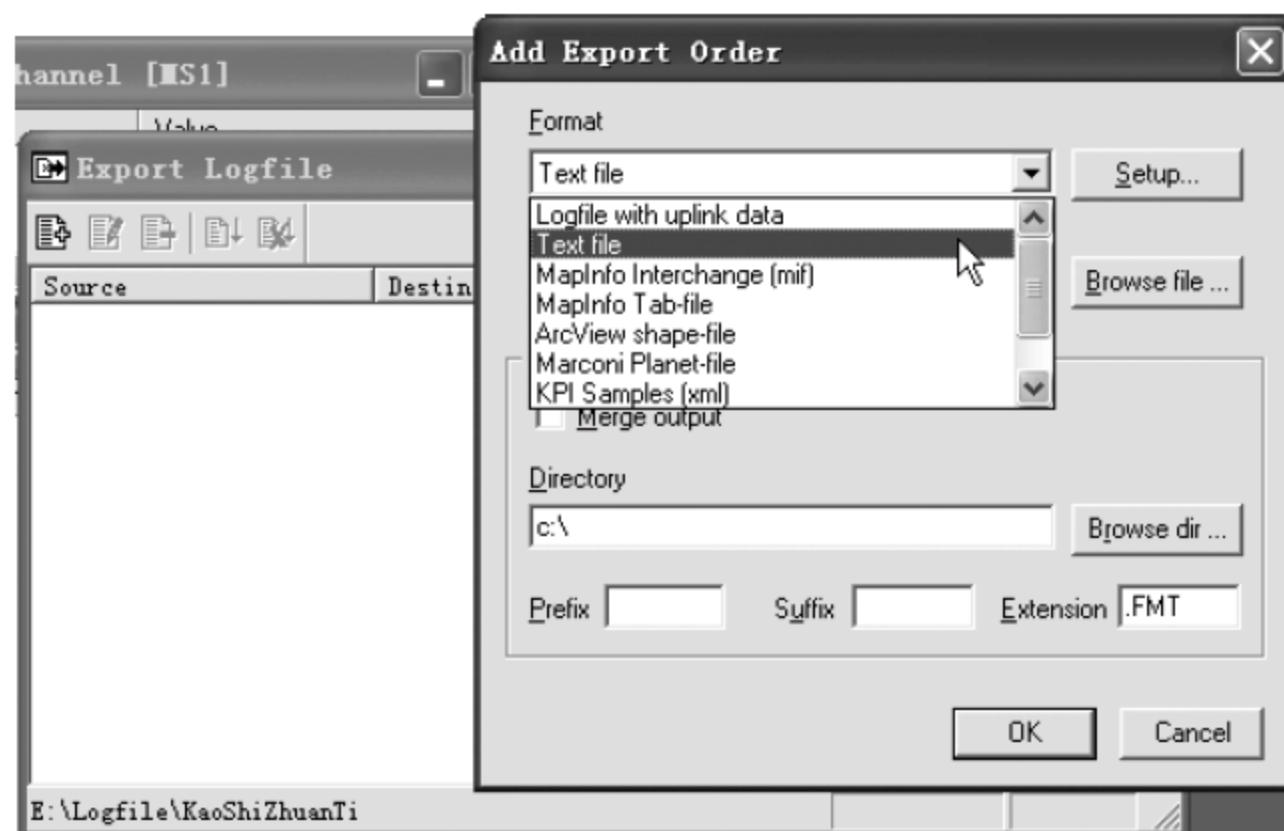 hannel [MS1]
Value
Export Logfile
Source
Destin
E:\Logfile\KaoShiZhuanTi
Add Export Order
Format
Text file
Setup...
Logfile with uplink data
Text file
MapInfo Interchange (mif)
MapInfo Tab-file
ArcView shape-file
Marconi Planet-file
KPI Samples (xml)
Browse file ...
Merge output
Directory
c:\
Browse dir ...
Prefix
Suffix
Extension
.FMT
OK
Cancel